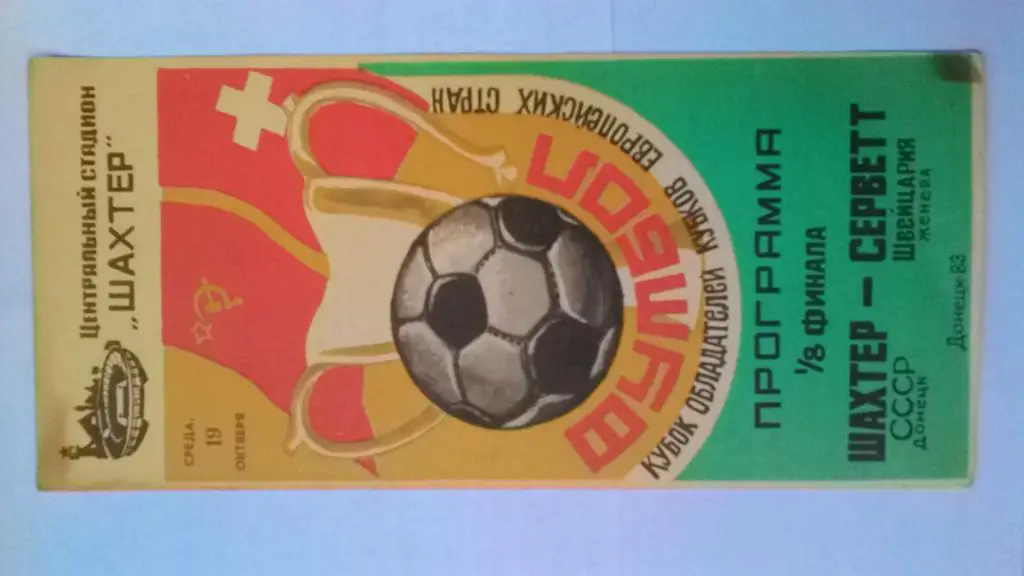 Центральный стадион
„ШАХТЕР"
СРЕДА,
19
ОКТЯБРЯ
ФУТБОЛ
КУБОК ОБЛАДАТЕЛЕЙ КУБКОВ ЕВРОПЕЙСКИХ СТРАН
ПРОГРАММА
1/8 ФИНАЛА
ШАХТЕР – СЕРВЕТТ
СССР Швейцария
Донецк Женева
Донецк-83